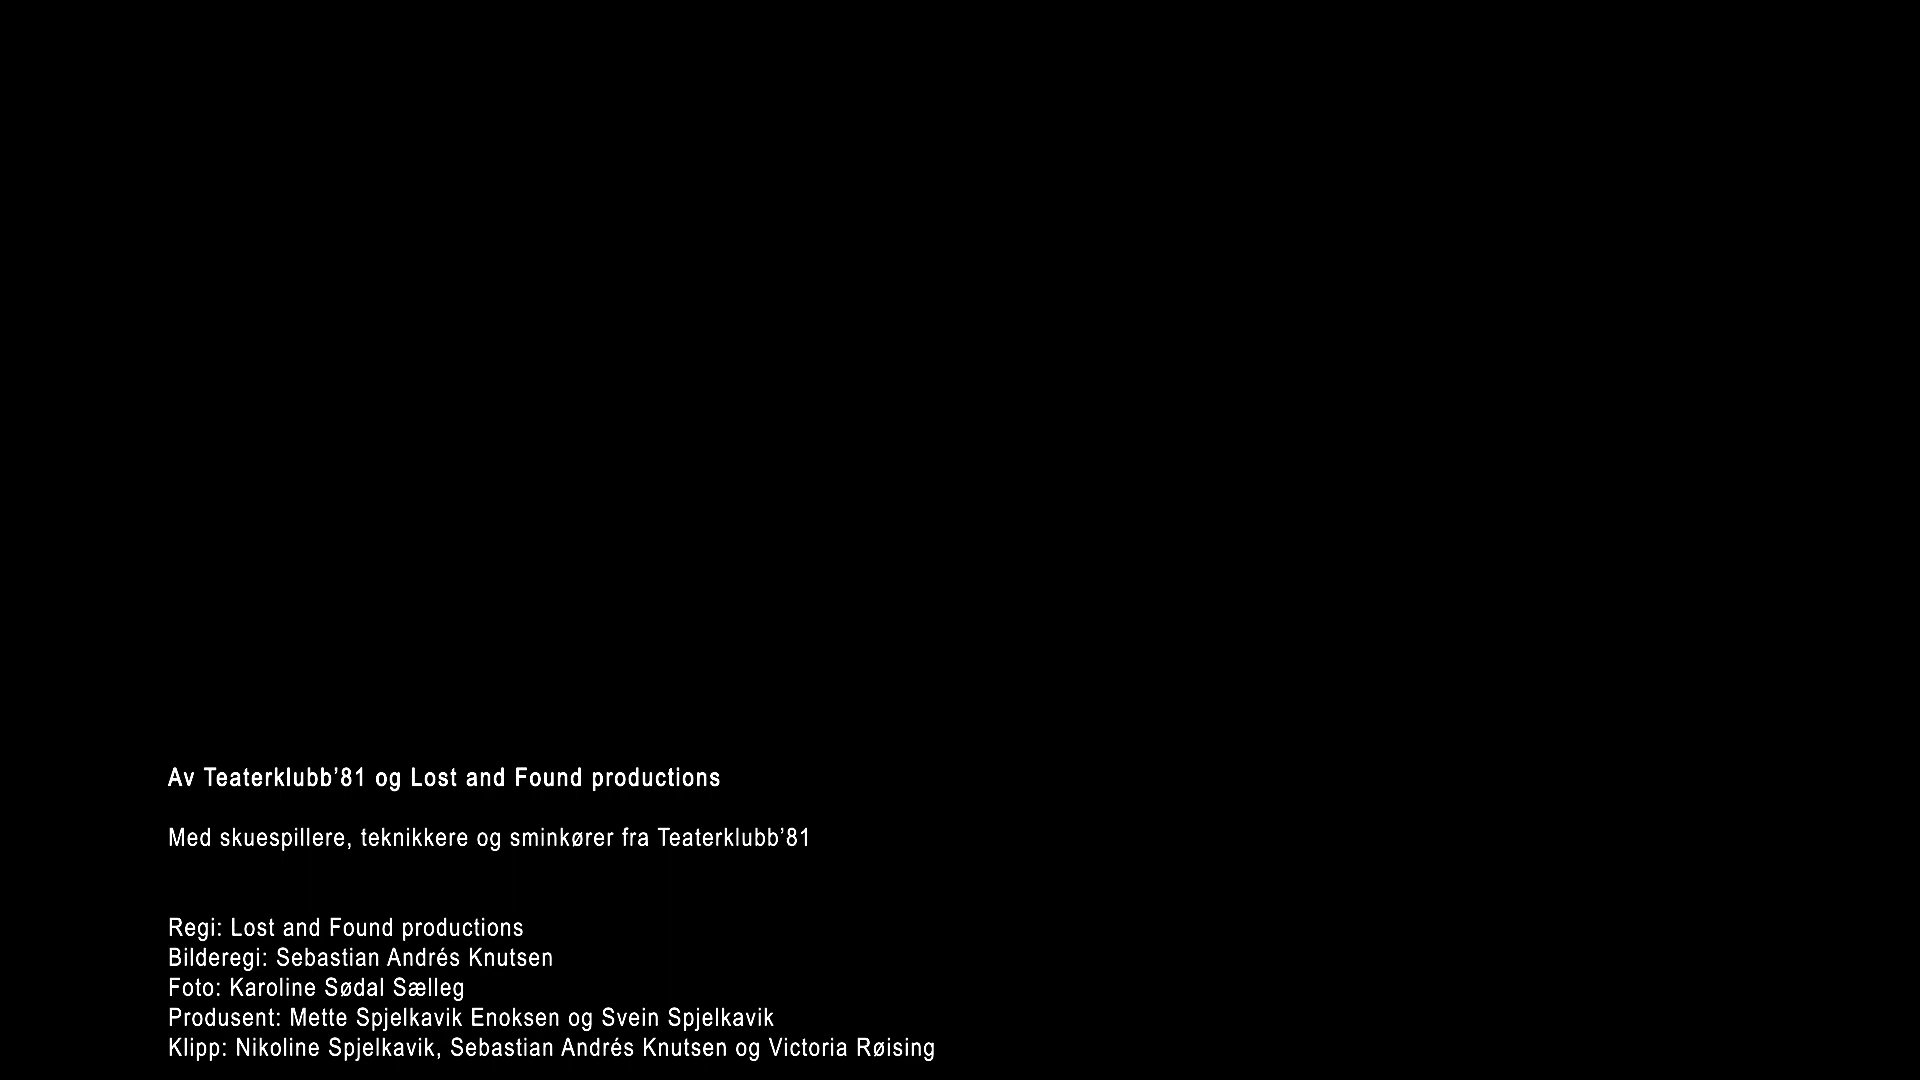 Av Teaterklubb’81 og Lost and Found productions
Med skuespillere, teknikkere og sminkører fra Teaterklubb’81
Regi: Lost and Found productions
Bilderegi: Sebastian Andrés Knutsen
Foto: Karoline Sødal Sælleg
Produsent: Mette Spjelkavik Enoksen og Svein Spjelkavik
Klipp: Nikoline Spjelkavik, Sebastian Andrés Knutsen og Victoria Røising